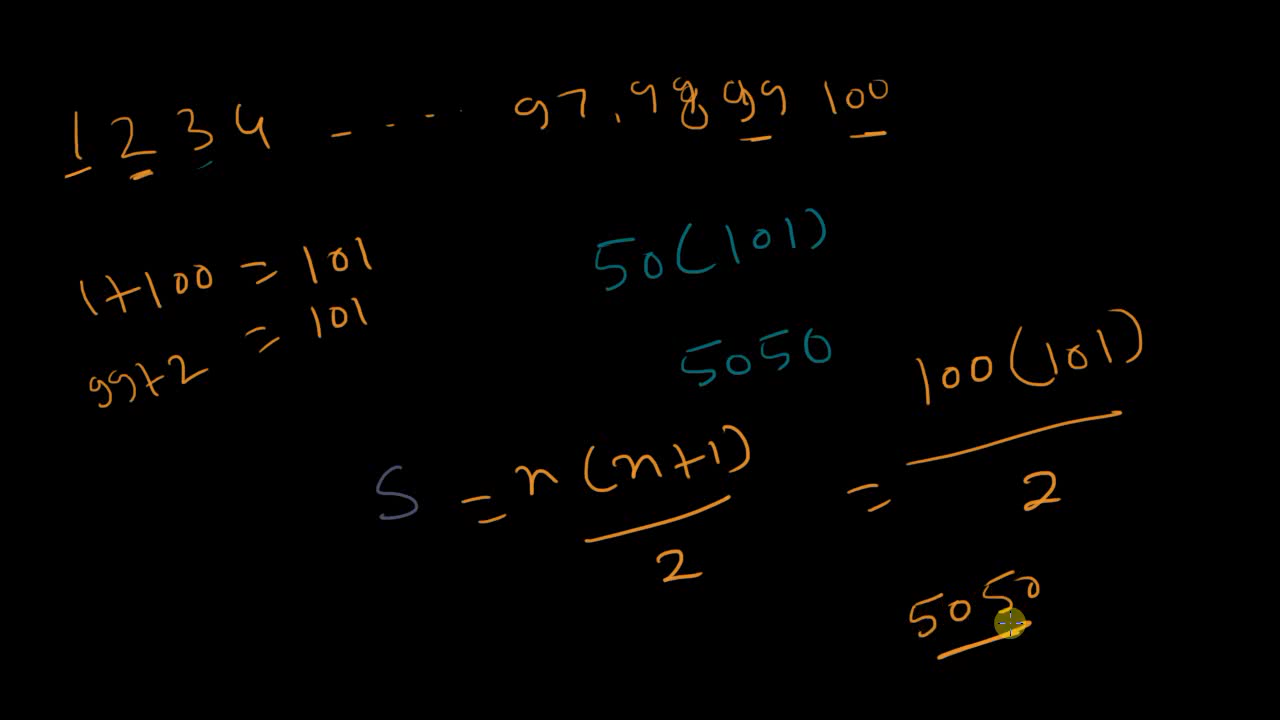 1 2 3 4 - - - . 97, 98 99 100
1+100 = 101
99+2 = 101
50(101)
5050
S = n(n+1)/2 = 100(101)/2
5050